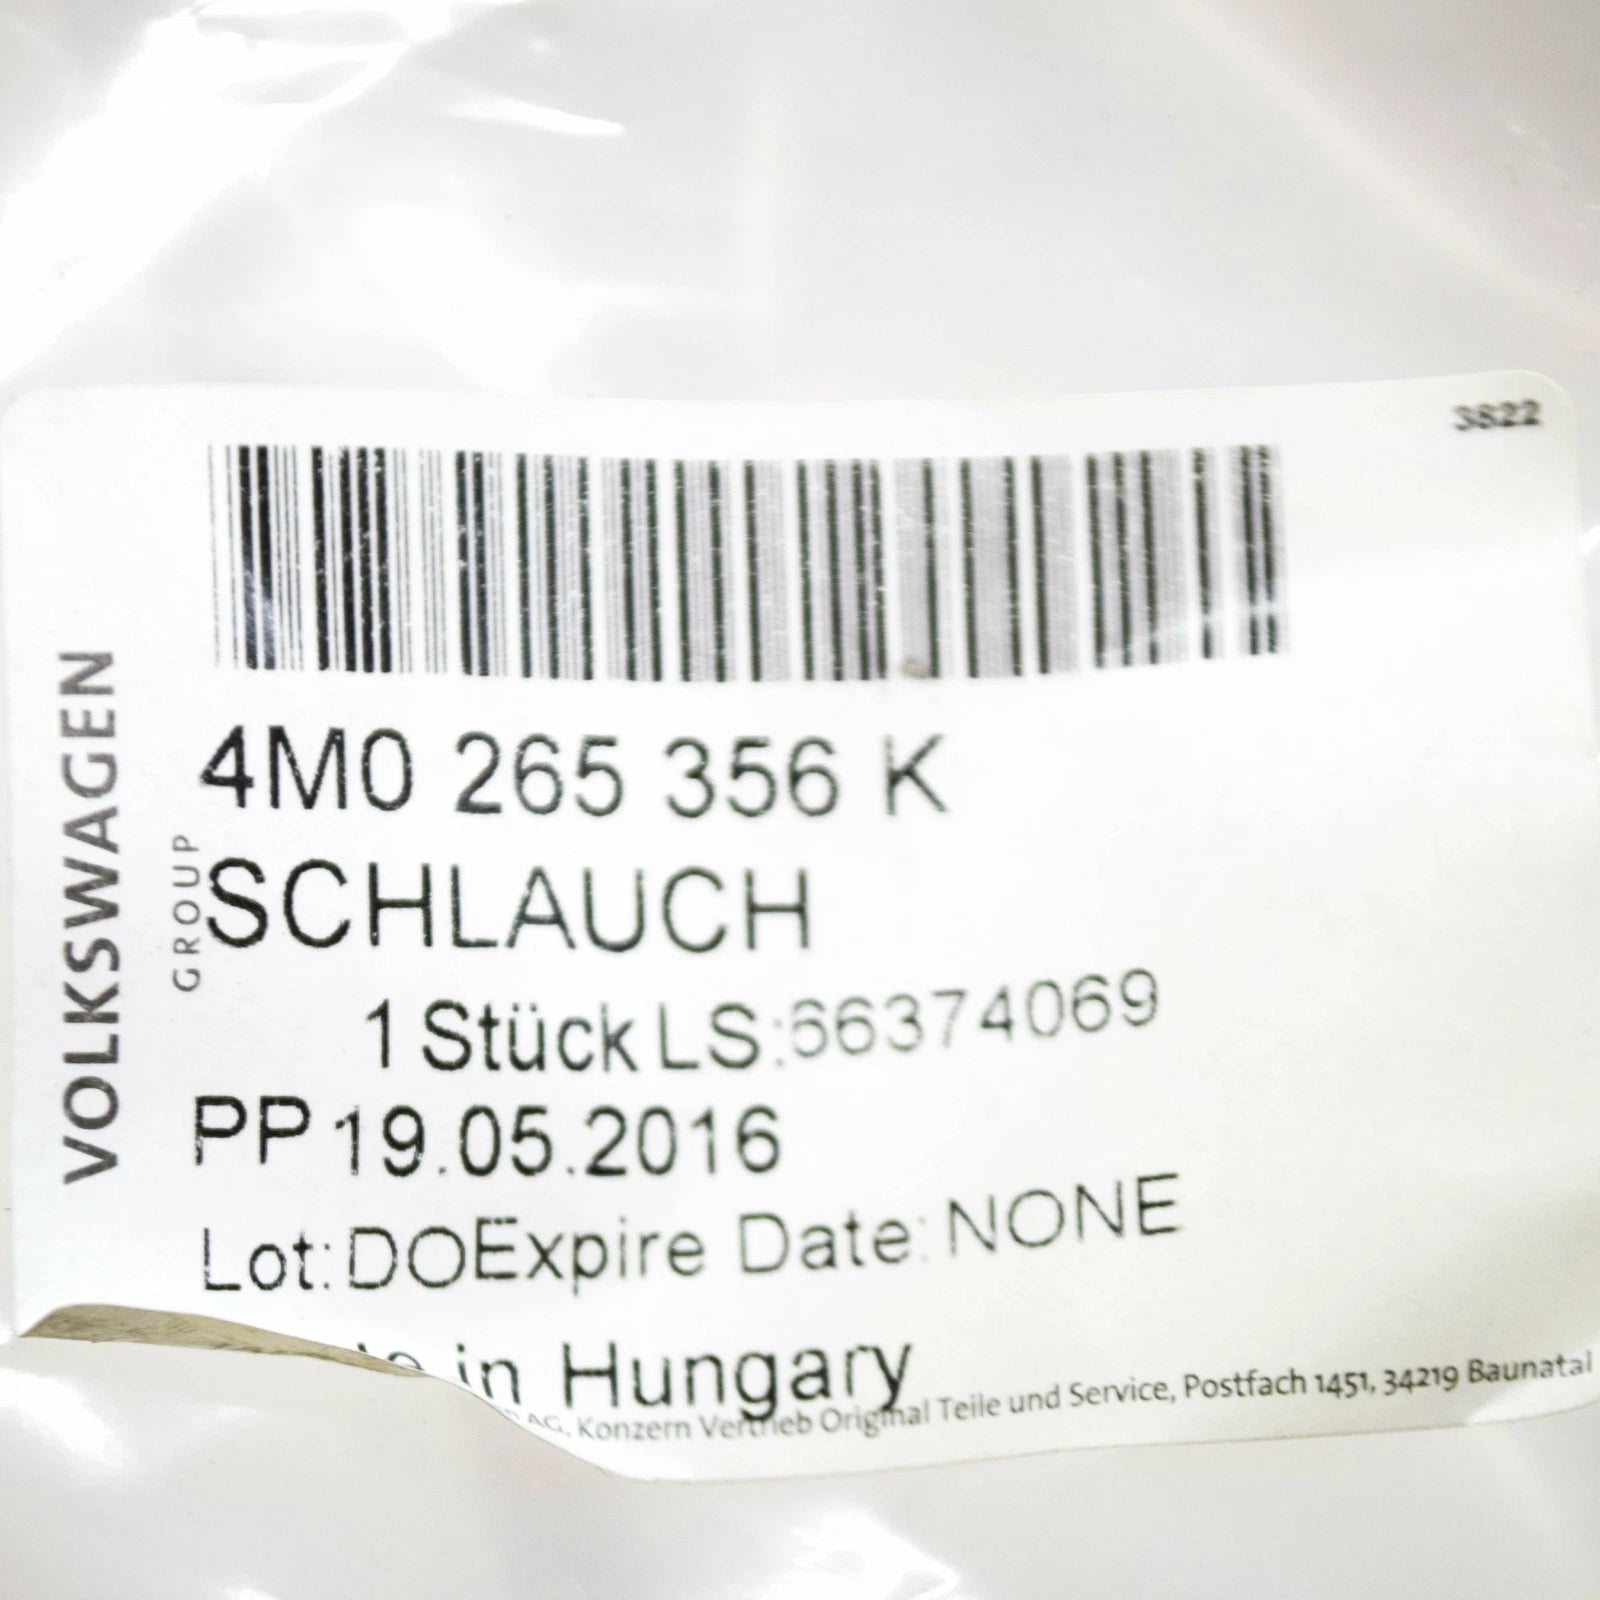 3822
VOLKSWAGEN
GROUP
4M0 265 356 K
SCHLAUCH
1 Stück LS:66374069
PP 19.05.2016
Lot:DOExpire Date: NONE
in Hungary
AG, Konzern Vertrieb Original Teile und Service, Postfach 1451, 34219 Baunatal